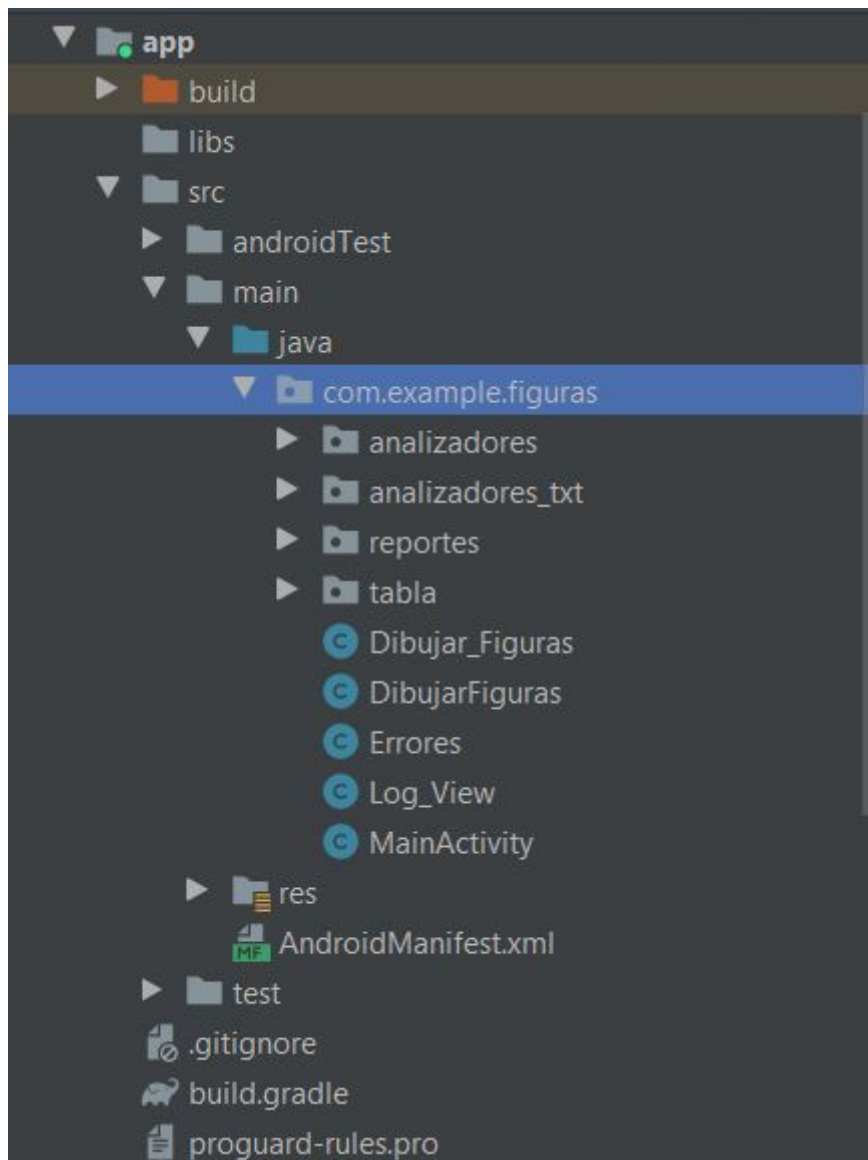 app
build
libs
src
androidTest
main
java
com.example.figuras
analizadores
analizadores_txt
reportes
tabla
C Dibujar_Figuras
C DibujarFiguras
C Errores
C Log_View
C MainActivity
res
MF AndroidManifest.xml
test
.gitignore
build.gradle
proguard-rules.pro